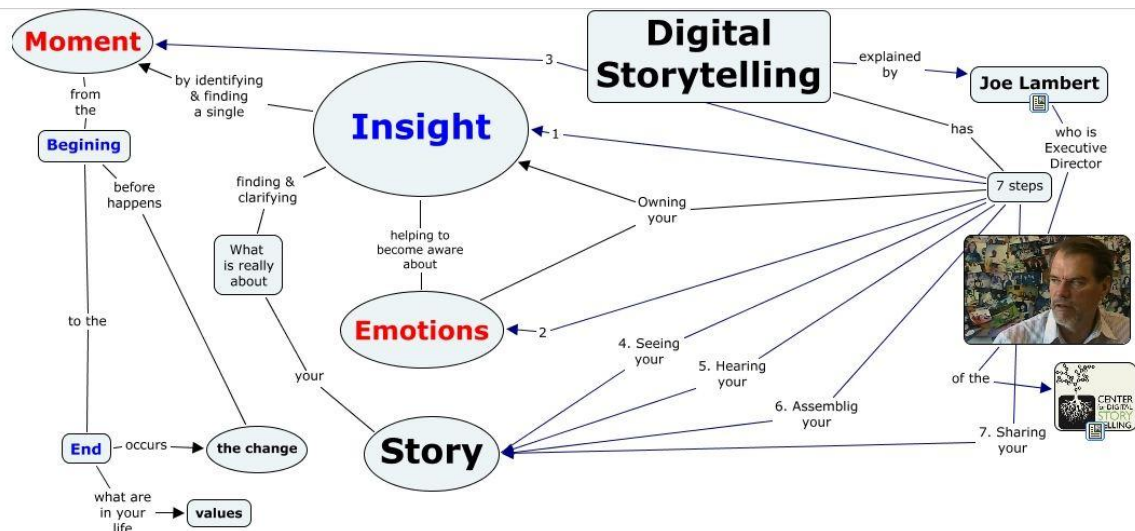 Digital
Storytelling
Moment
3
explained
by
Joe Lambert
by identifying
& finding
a single
from
the
Insight
has
who is
Executive
Director
1
Begining
before
happens
finding &
clarifying
7 steps
Owning
your
What
is really
about
helping to
become aware
about
to the
Emotions
2
4. Seeing
your
5. Hearing
your
your
of the
6. Assemblig
your
CENTER
for DIGITAL
STORY
TELLING
Story
7. Sharing
your
End
occurs
the change
what are
in your
life
values